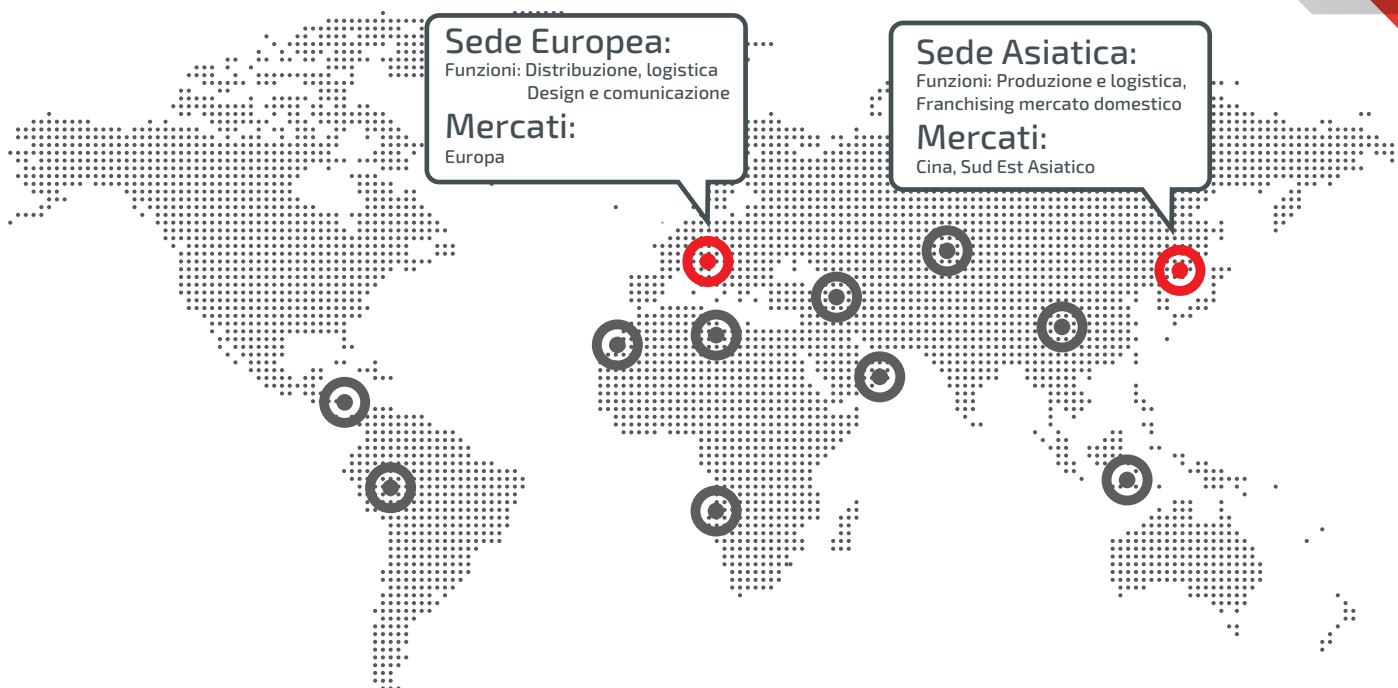 Sede Europea:
Funzioni: Distribuzione, logistica
Design e comunicazione
Mercati:
Europa
Sede Asiatica:
Funzioni: Produzione e logistica,
Franchising mercato domestico
Mercati:
Cina, Sud Est Asiatico